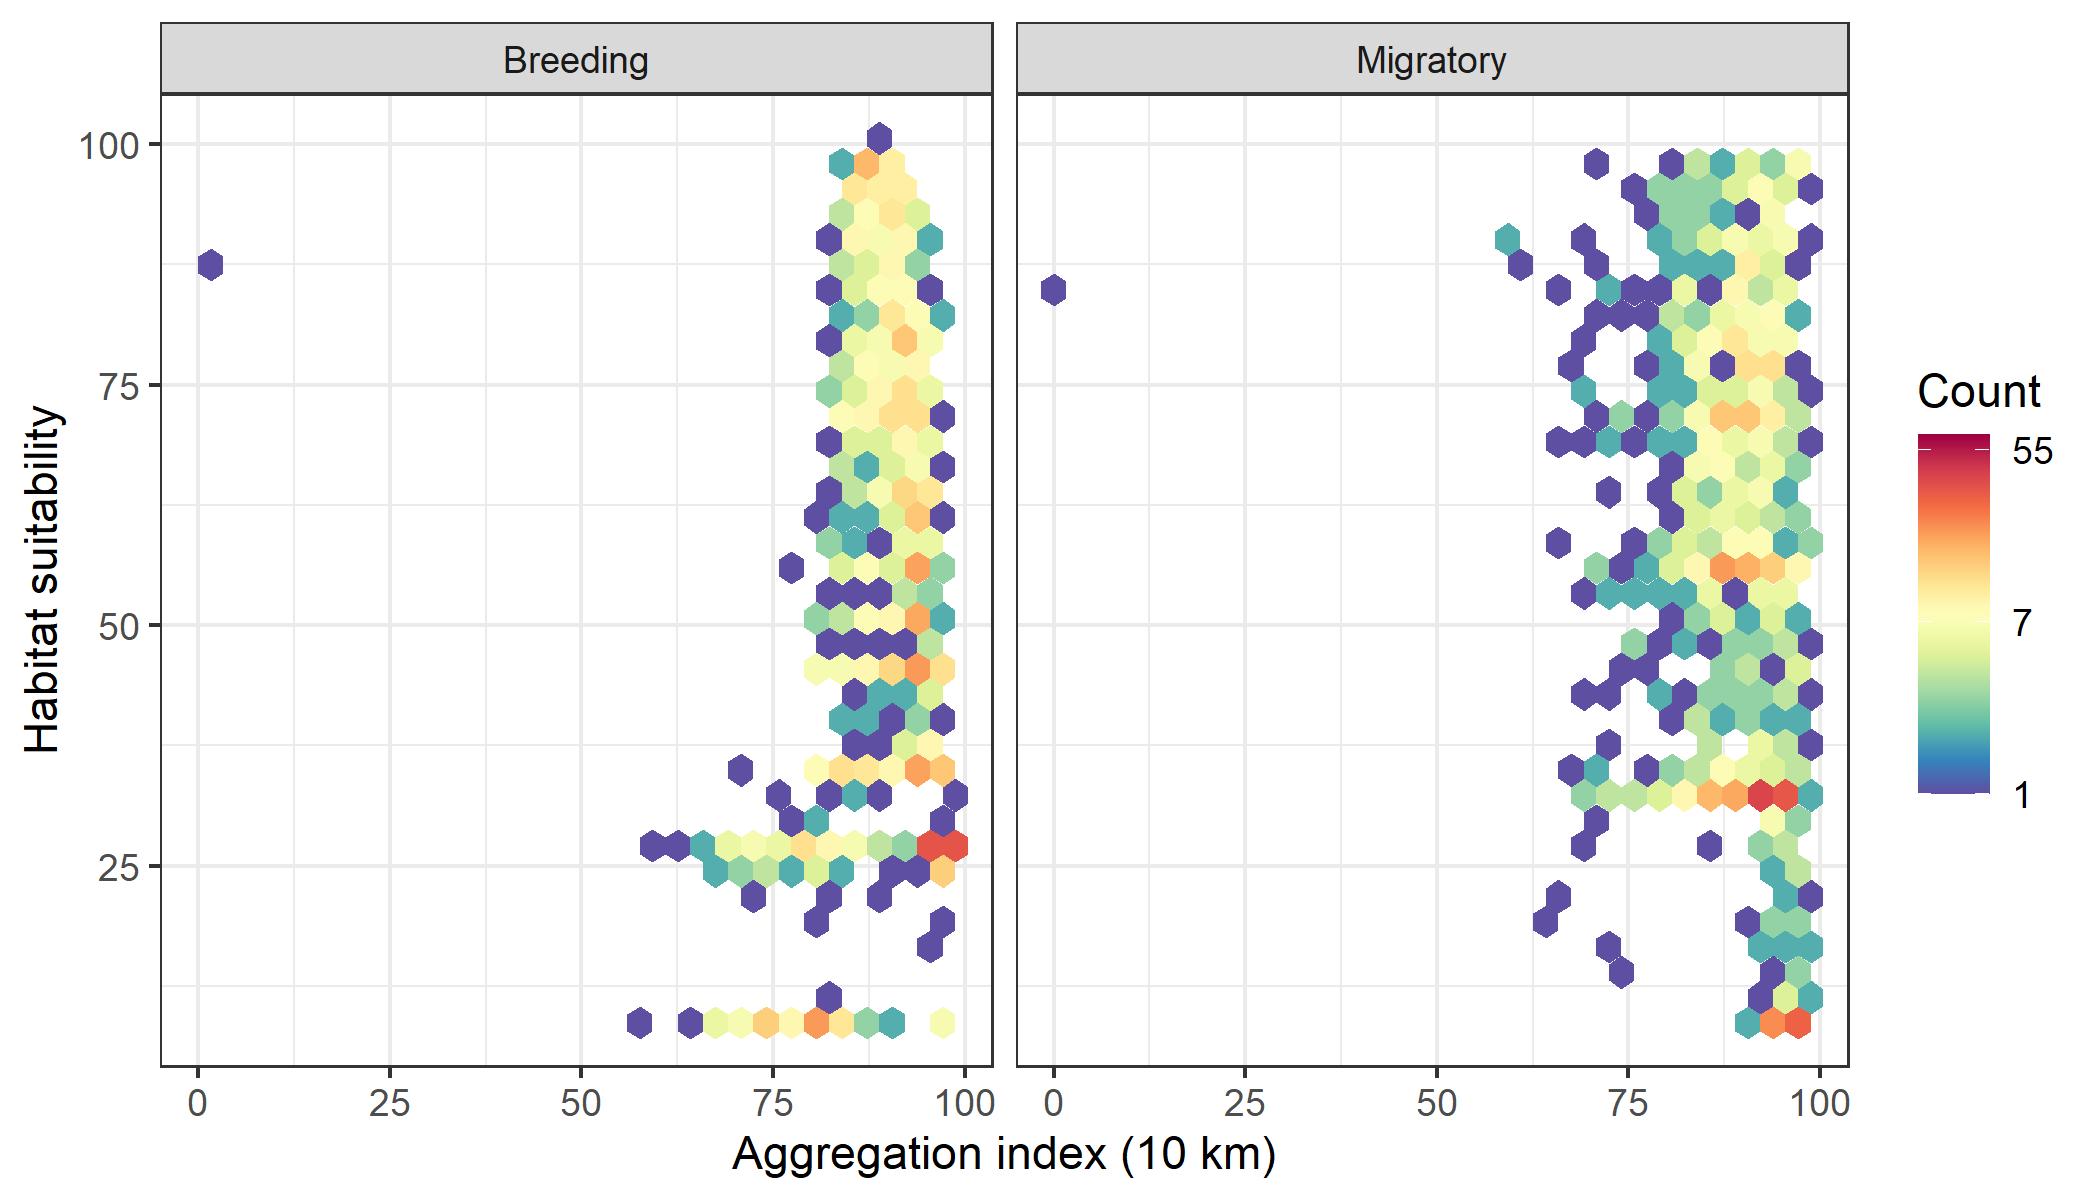 Breeding Migratory
100
75
50
25
Habitat suitability
0 25 50 75 100 0 25 50 75 100
Aggregation index (10 km)
Count
55
7
1